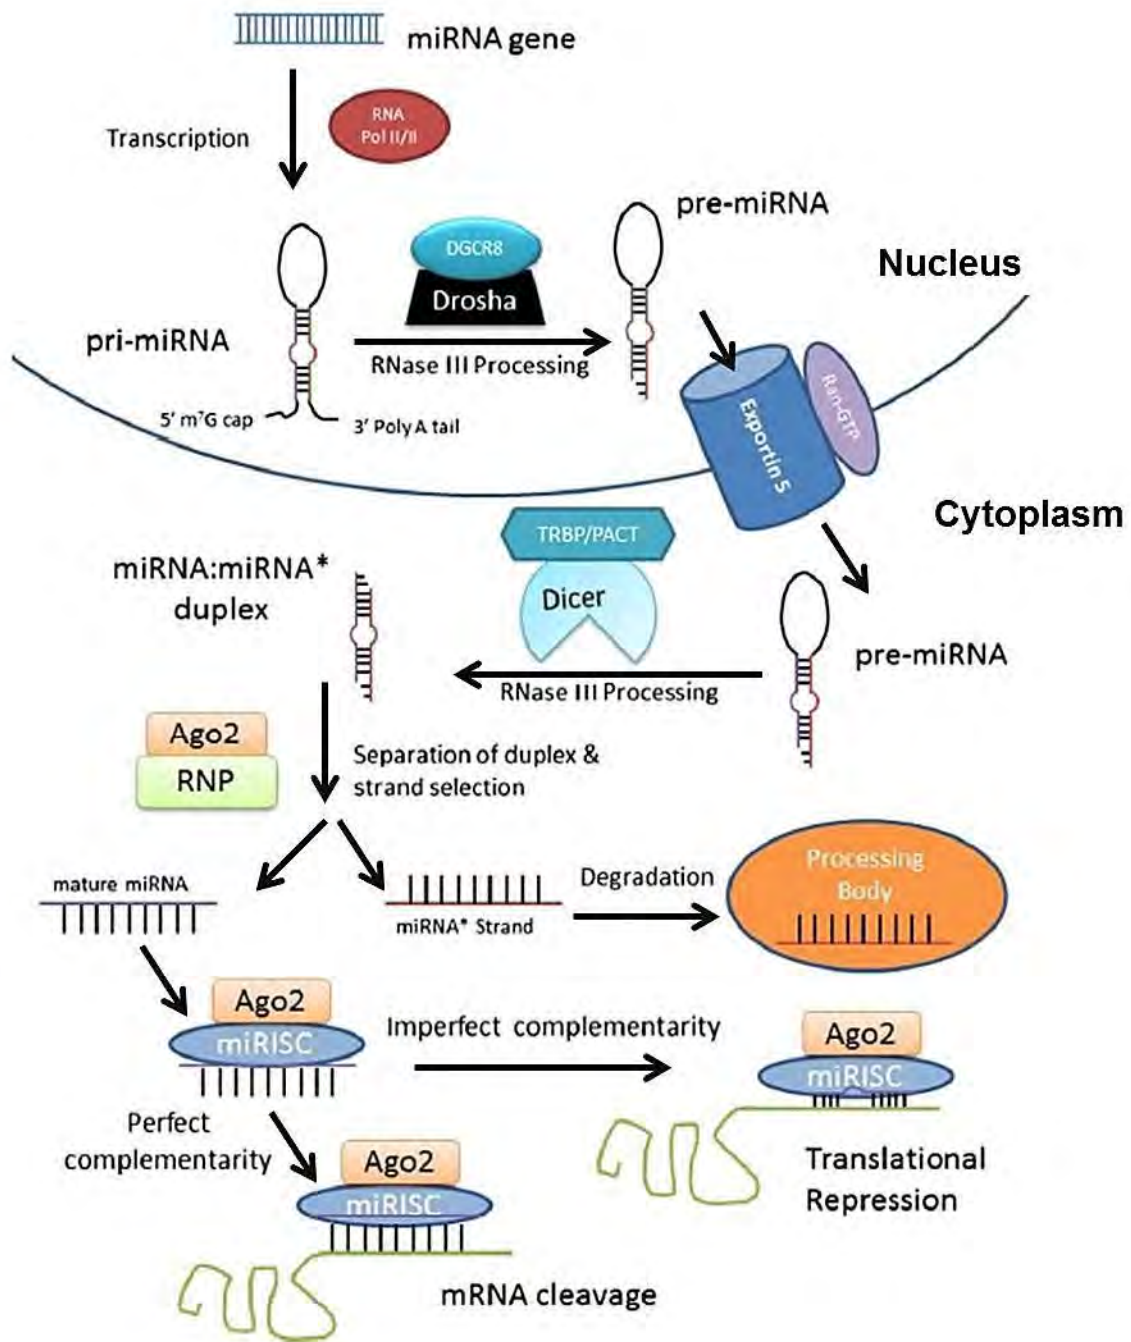 miRNA gene
RNA
Pol II/II
Transcription
pre-miRNA
DGCR8
Drosha
Nucleus
pri-miRNA
RNase III Processing
5' m⁷G cap
3' Poly A tail
Exportin 5
Ran-GTP
Cytoplasm
TRBP/PACT
miRNA:miRNA*
duplex
Dicer
pre-miRNA
RNase III Processing
Ago2
RNP
Separation of duplex &
strand selection
Processing
Body
mature miRNA
Degradation
miRNA* Strand
Ago2
miRISC
Imperfect complementarity
Ago2
miRISC
Perfect
complementarity
Ago2
miRISC
Translational
Repression
mRNA cleavage